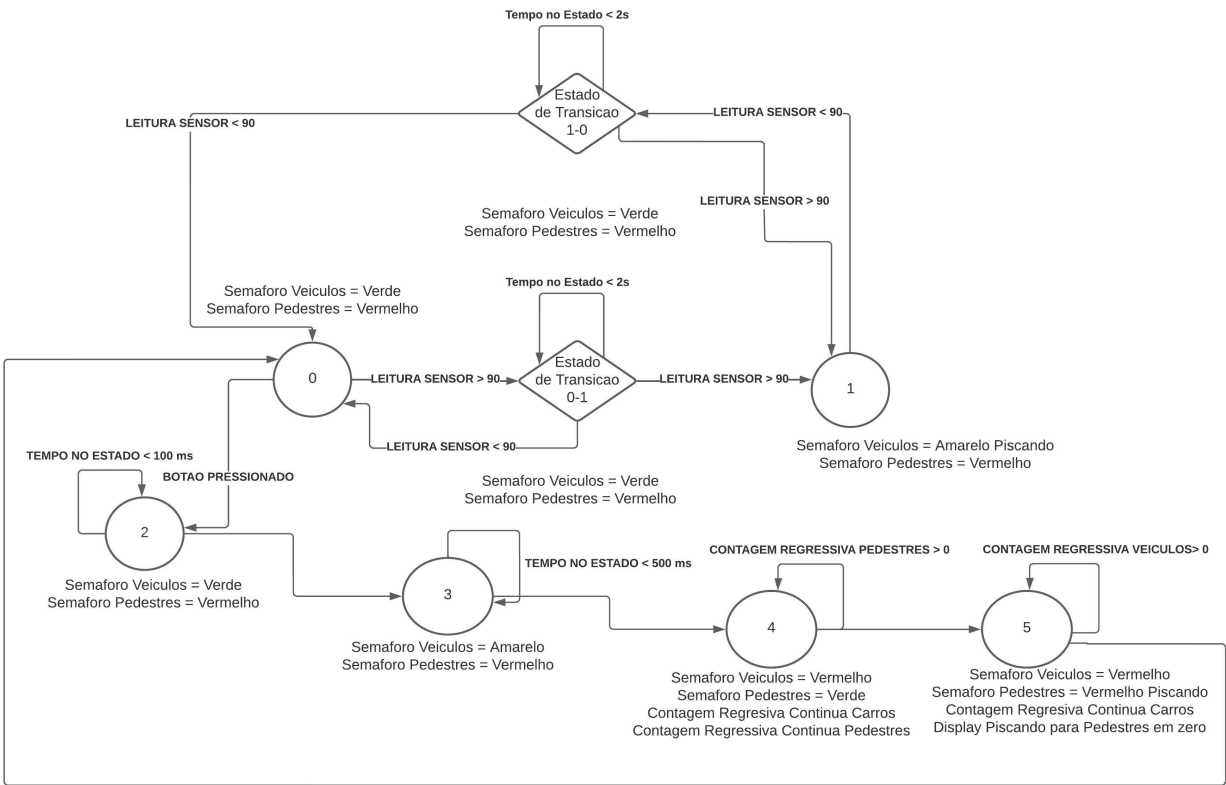 Tempo no Estado < 2s
Estado
de Transicao
1-0
LEITURA SENSOR < 90
LEITURA SENSOR < 90
LEITURA SENSOR > 90
Semaforo Veiculos = Verde
Semaforo Pedestres = Vermelho
Tempo no Estado < 2s
Semaforo Veiculos = Verde
Semaforo Pedestres = Vermelho
0
LEITURA SENSOR > 90
Estado
de Transicao
0-1
LEITURA SENSOR > 90
1
LEITURA SENSOR < 90
Semaforo Veiculos = Amarelo Piscando
Semaforo Pedestres = Vermelho
TEMPO NO ESTADO < 100 ms
BOTAO PRESSIONADO
Semaforo Veiculos = Verde
Semaforo Pedestres = Vermelho
2
Semaforo Veiculos = Verde
Semaforo Pedestres = Vermelho
TEMPO NO ESTADO < 500 ms
3
Semaforo Veiculos = Amarelo
Semaforo Pedestres = Vermelho
CONTAGEM REGRESSIVA PEDESTRES > 0
4
Semaforo Veiculos = Vermelho
Semaforo Pedestres = Verde
Contagem Regresiva Continua Carros
Contagem Regressiva Continua Pedestres
CONTAGEM REGRESSIVA VEICULOS> 0
5
Semaforo Veiculos = Vermelho
Semaforo Pedestres = Vermelho Piscando
Contagem Regresiva Continua Carros
Display Piscando para Pedestres em zero